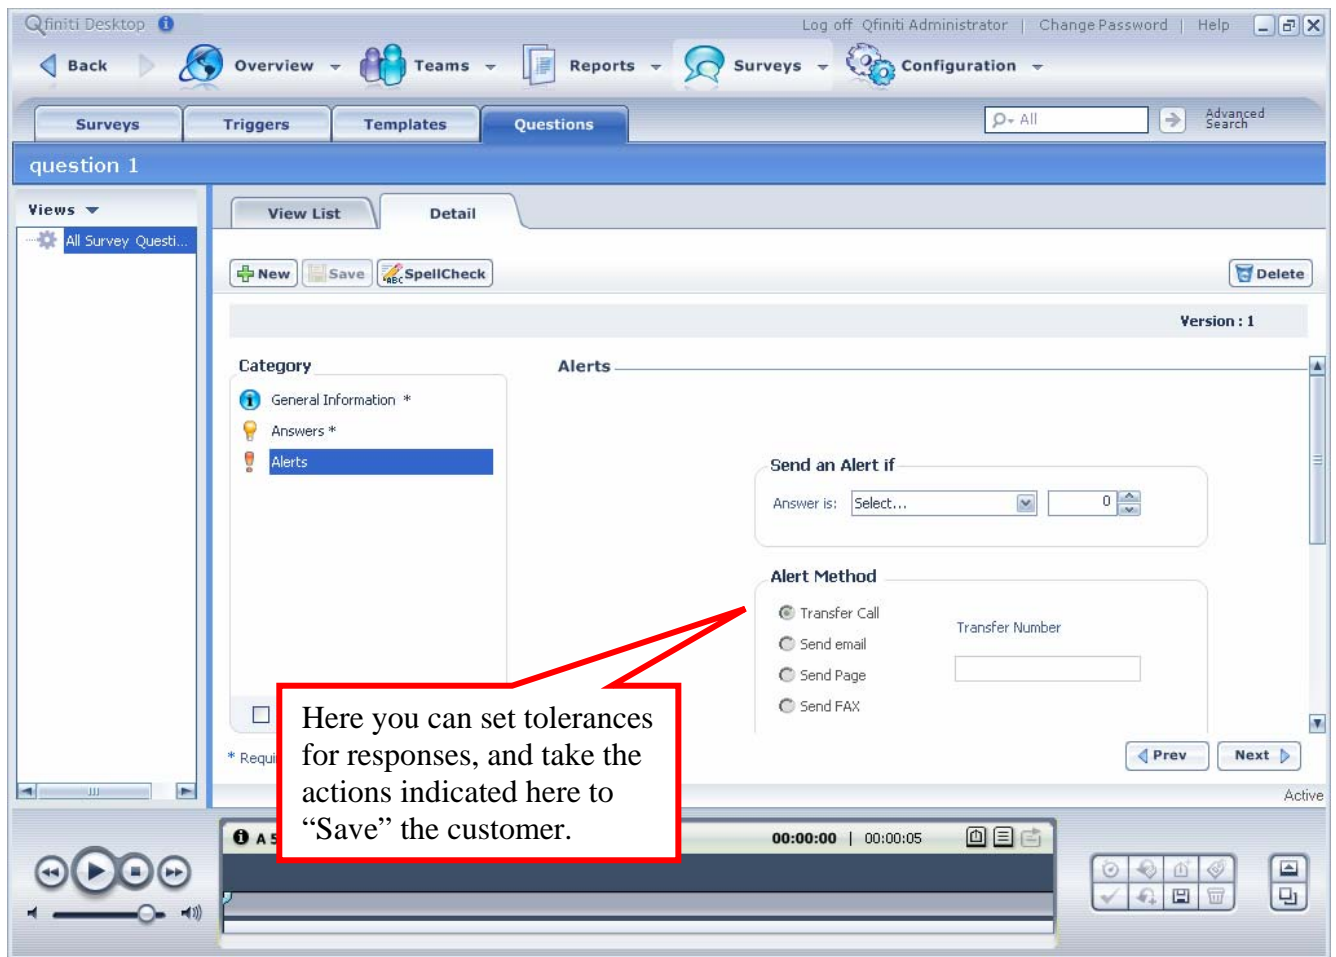 Qfiniti Desktop
Log off Qfiniti Administrator | Change Password | Help
Back
Overview
Teams
Reports
Surveys
Configuration
Surveys
Triggers
Templates
Questions
All
Advanced
Search
question 1
Views
All Survey Questi...
View List
Detail
New
Save
ABC SpellCheck
Delete
Version : 1
Category
General Information *
Answers *
Alerts
Alerts
Send an Alert if
Answer is:
Select...
0
Alert Method
Transfer Call
Send email
Send Page
Send FAX
Transfer Number
Here you can set tolerances
for responses, and take the
actions indicated here to
“Save” the customer.
* Requi
Prev
Next
Active
A
00:00:00 | 00:00:05